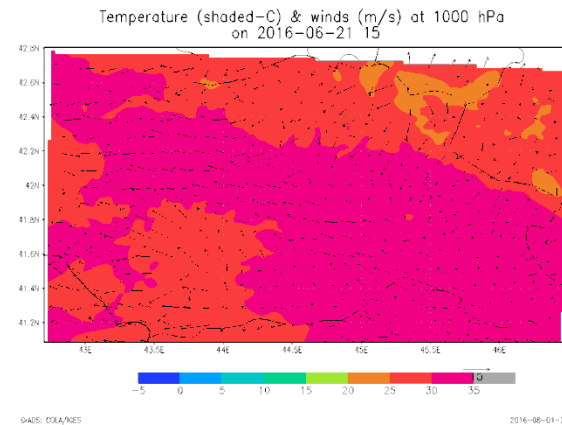 Temperature (shaded-C) & winds (m/s) at 1000 hPa
on 2016-06-21 15
42.8N
42.6N
42.4N
42.2N
42N
41.8N
41.6N
41.4N
41.2N
43E 43.5E 44E 44.5E 45E 45.5E 46E
10
-5 0 5 10 15 20 25 30 35
GrADS: COLA/IGES